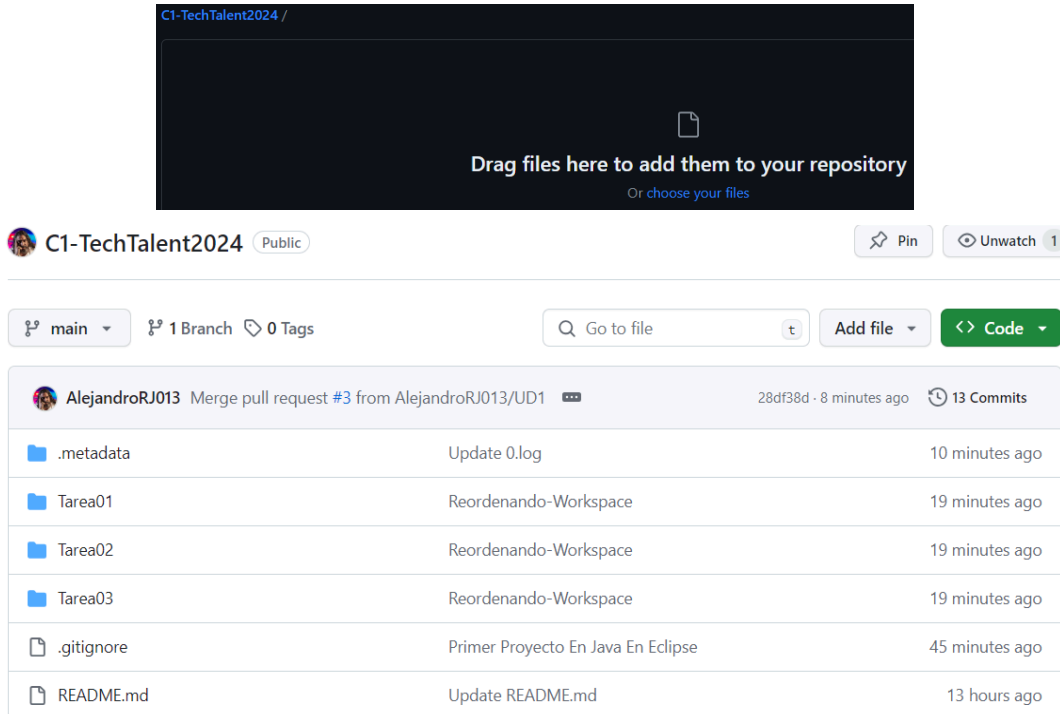 C1-TechTalent2024 /
Drag files here to add them to your repository
Or choose your files
C1-TechTalent2024 Public Pin Unwatch 1
main 1 Branch 0 Tags Go to file t Add file Code
AlejandroRJ013 Merge pull request #3 from AlejandroRJ013/UD1 28df38d · 8 minutes ago 13 Commits
.metadata Update 0.log 10 minutes ago
Tarea01 Reordenando-Workspace 19 minutes ago
Tarea02 Reordenando-Workspace 19 minutes ago
Tarea03 Reordenando-Workspace 19 minutes ago
.gitignore Primer Proyecto En Java En Eclipse 45 minutes ago
README.md Update README.md 13 hours ago